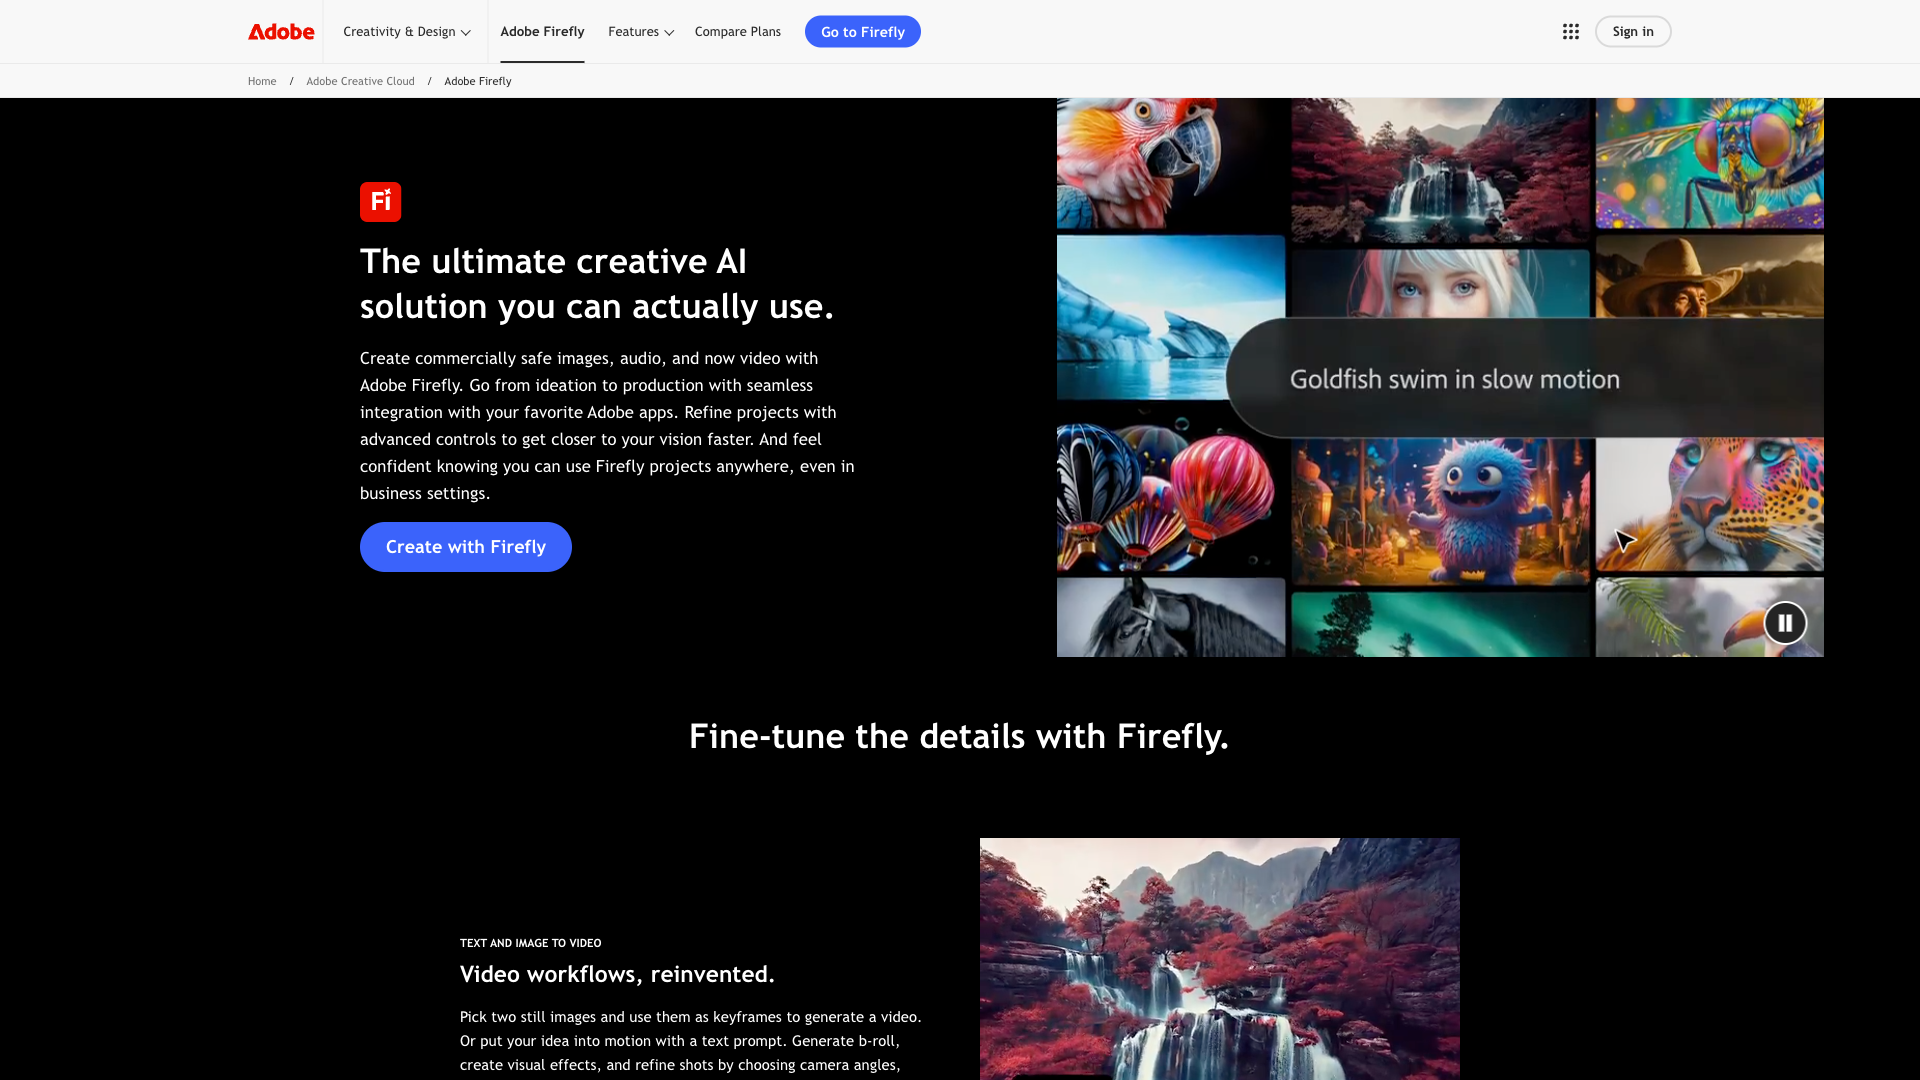 Adobe
Creativity & Design
Adobe Firefly
Features
Compare Plans
Go to Firefly
Sign in
Home / Adobe Creative Cloud / Adobe Firefly
Fi
The ultimate creative AI
solution you can actually use.
Create commercially safe images, audio, and now video with
Adobe Firefly. Go from ideation to production with seamless
integration with your favorite Adobe apps. Refine projects with
advanced controls to get closer to your vision faster. And feel
confident knowing you can use Firefly projects anywhere, even in
business settings.
Create with Firefly
Goldfish swim in slow motion
Fine-tune the details with Firefly.
TEXT AND IMAGE TO VIDEO
Video workflows, reinvented.
Pick two still images and use them as keyframes to generate a video.
Or put your idea into motion with a text prompt. Generate b-roll,
create visual effects, and refine shots by choosing camera angles,